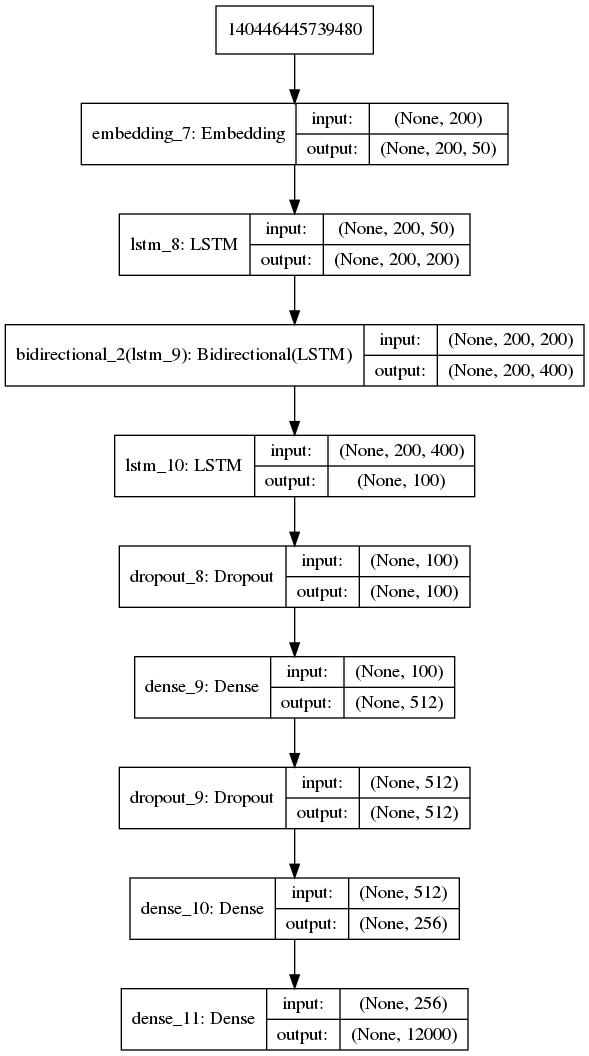 140446445739480
embedding_7: Embedding
input: (None, 200)
output: (None, 200, 50)
lstm_8: LSTM
input: (None, 200, 50)
output: (None, 200, 200)
bidirectional_2(lstm_9): Bidirectional(LSTM)
input: (None, 200, 200)
output: (None, 200, 400)
lstm_10: LSTM
input: (None, 200, 400)
output: (None, 100)
dropout_8: Dropout
input: (None, 100)
output: (None, 100)
dense_9: Dense
input: (None, 100)
output: (None, 512)
dropout_9: Dropout
input: (None, 512)
output: (None, 512)
dense_10: Dense
input: (None, 512)
output: (None, 256)
dense_11: Dense
input: (None, 256)
output: (None, 12000)